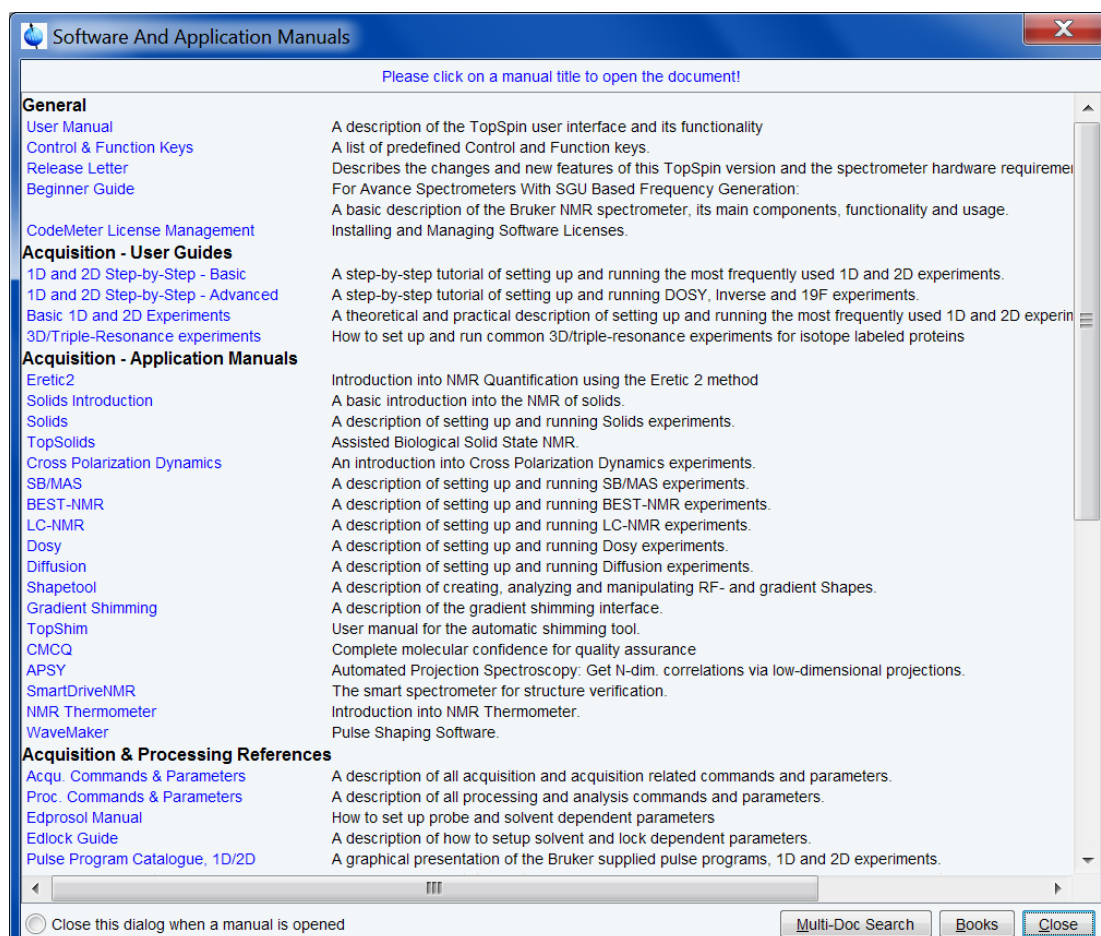 Software And Application Manuals
X
Please click on a manual title to open the document!
General
User Manual A description of the TopSpin user interface and its functionality
Control & Function Keys A list of predefined Control and Function keys.
Release Letter Describes the changes and new features of this TopSpin version and the spectrometer hardware
Beginner Guide For Avance Spectrometers With SGU Based Frequency Generation:
A basic description of the Bruker NMR spectrometer, its main components, functionality and usage.
CodeMeter License Management Installing and Managing Software Licenses.
Acquisition - User Guides
1D and 2D Step-by-Step - Basic A step-by-step tutorial of setting up and running the most frequently used 1D and 2D experiments.
1D and 2D Step-by-Step - Advanced A step-by-step tutorial of setting up and running DOSY, Inverse and 19F experiments.
Basic 1D and 2D Experiments A theoretical and practical description of setting up and running the most frequently used 1D and 2D
3D/Triple-Resonance experiments How to set up and run common 3D/triple-resonance experiments for isotope labeled proteins
Acquisition - Application Manuals
Eretic2 Introduction into NMR Quantification using the Eretic 2 method
Solids Introduction A basic introduction into the NMR of solids.
Solids A description of setting up and running Solids experiments.
TopSolids Assisted Biological Solid State NMR.
Cross Polarization Dynamics An introduction into Cross Polarization Dynamics experiments.
SB/MAS A description of setting up and running SB/MAS experiments.
BEST-NMR A description of setting up and running BEST-NMR experiments.
LC-NMR A description of setting up and running LC-NMR experiments.
Dosy A description of setting up and running Dosy experiments.
Diffusion A description of setting up and running Diffusion experiments.
Shapetool A description of creating, analyzing and manipulating RF- and gradient Shapes.
Gradient Shimming A description of the gradient shimming interface.
TopShim User manual for the automatic shimming tool.
CMCQ Complete molecular confidence for quality assurance
APSY Automated Projection Spectroscopy: Get N-dim. correlations via low-dimensional projections.
SmartDriveNMR The smart spectrometer for structure verification.
NMR Thermometer Introduction into NMR Thermometer.
WaveMaker Pulse Shaping Software.
Acquisition & Processing References
Acqu. Commands & Parameters A description of all acquisition and acquisition related commands and parameters.
Proc. Commands & Parameters A description of all processing and analysis commands and parameters.
Edprosol Manual How to set up probe and solvent dependent parameters
Edlock Guide A description of how to setup solvent and lock dependent parameters.
Pulse Program Catalogue, 1D/2D A graphical presentation of the Bruker supplied pulse programs, 1D and 2D experiments.
Close this dialog when a manual is opened Multi-Doc Search Books Close